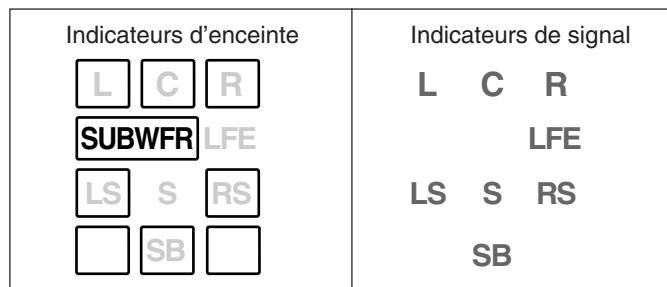 Indicateurs d'enceinte
L C R
SUBWFR LFE
LS S RS
SB
Indicateurs de signal
L C R
LFE
LS S RS
SB